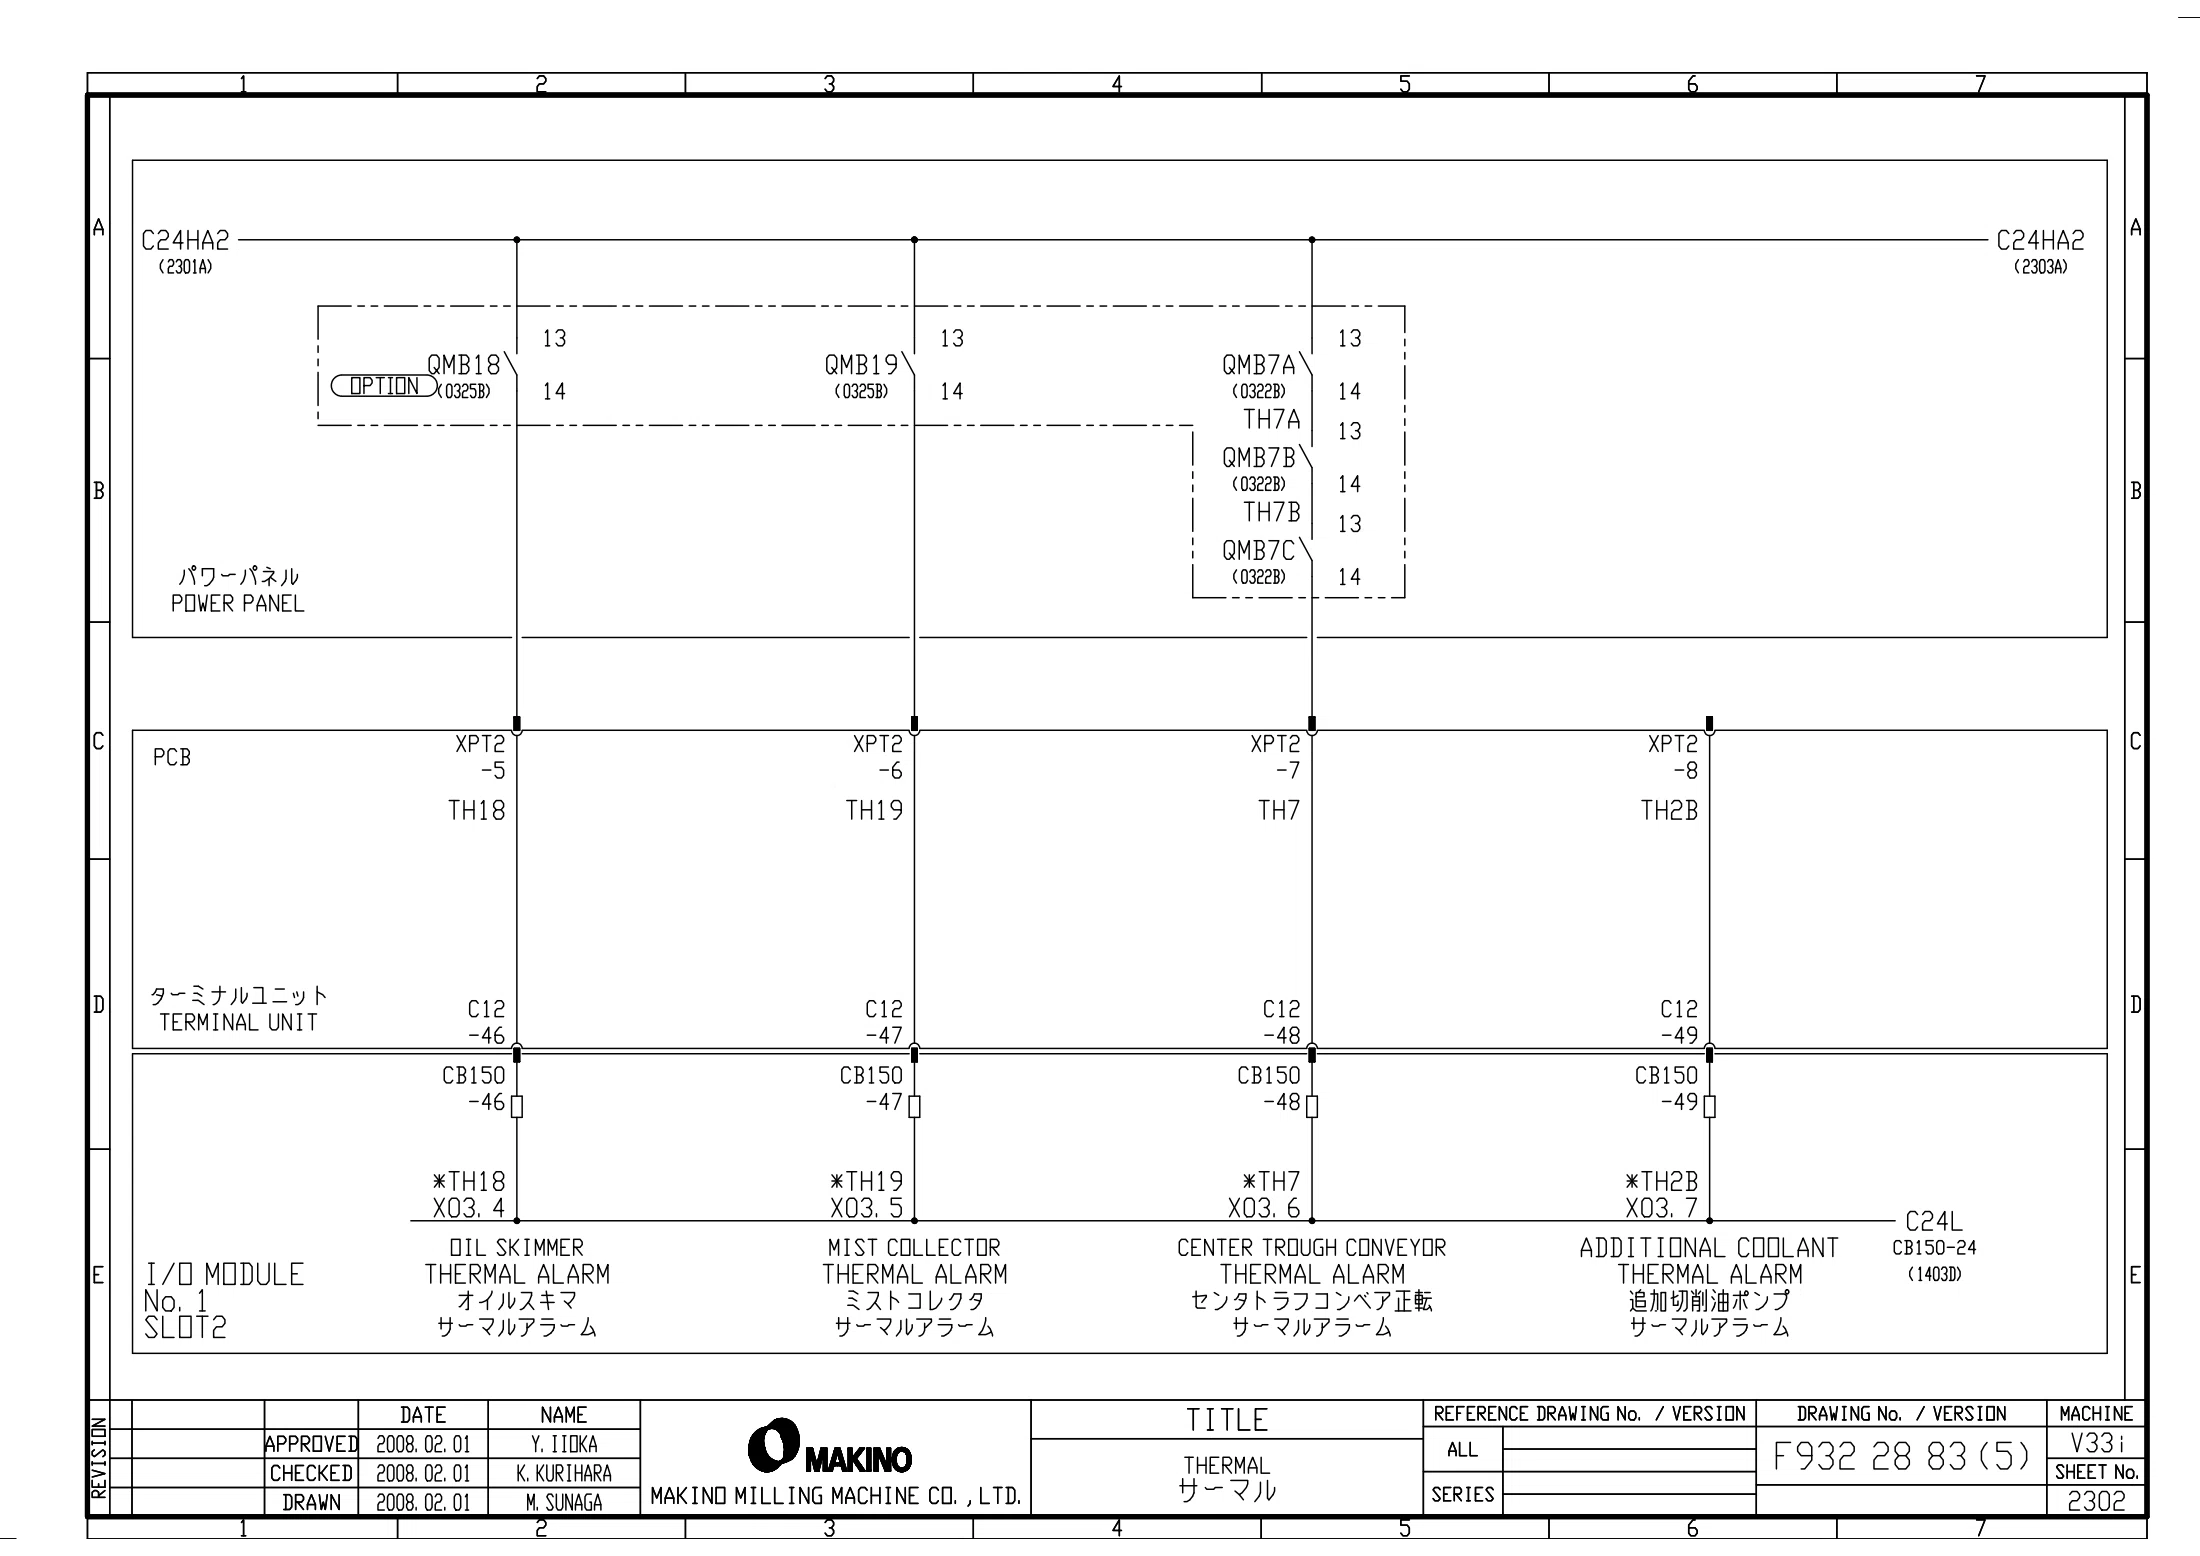 1 2 3 4 5 6 7
A A
C24HA2 C24HA2
(2301A) (2303A)
13 13 13
QMB18 QMB19 QMB7A
OPTION (0325B) 14 (0325B) 14 (0322B) 14
TH7A
13
QMB7B
B (0322B) 14 B
TH7B
13
QMB7C
(0322B) 14
パワーパネル
POWER PANEL
C C
PCB
XPT2 XPT2 XPT2 XPT2
-5 -6 -7 -8
TH18 TH19 TH7 TH2B
D D
ターミナルユニット
TERMINAL UNIT
C12 C12 C12 C12
-46 -47 -48 -49
CB150 CB150 CB150 CB150
-46 -47 -48 -49
*TH18 *TH19 *TH7 *TH2B
X03.4 X03.5 X03.6 X03.7
C24L
CB150-24
(1403D)
E E
I/O MODULE
No. 1
SLOT2
OIL SKIMMER
THERMAL ALARM
オイルスキマ
サーマルアラーム
MIST COLLECTOR
THERMAL ALARM
ミストコレクタ
サーマルアラーム
CENTER TROUGH CONVEYOR
THERMAL ALARM
センタトラフコンベア正転
サーマルアラーム
ADDITIONAL COOLANT
THERMAL ALARM
追加切削油ポンプ
サーマルアラーム
REVISION
DATE NAME
APPROVED 2008.02.01 Y. IIOKA
CHECKED 2008.02.01 K. KURIHARA
DRAWN 2008.02.01 M. SUNAGA
MAKINO
MAKINO MILLING MACHINE CO.,LTD.
TITLE
THERMAL
サーマル
REFERENCE DRAWING No. / VERSION
ALL
SERIES
DRAWING No. / VERSION
F932 28 83(5)
MACHINE
V33i
SHEET No.
2302
1 2 3 4 5 6 7